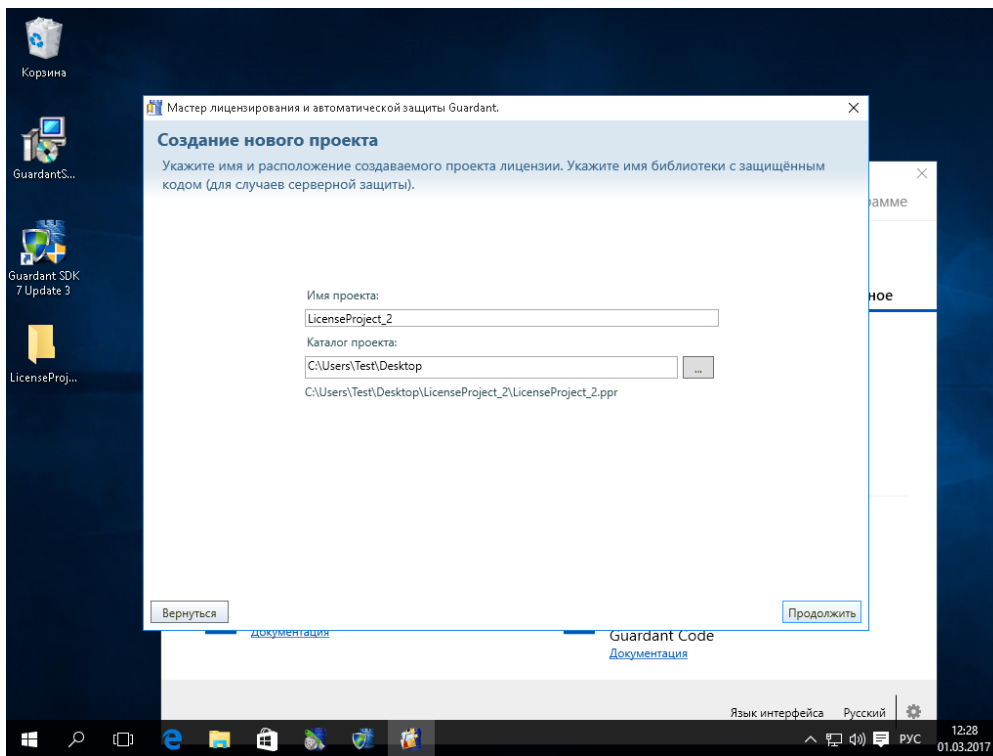 Корзина
GuardantS...
Guardant SDK
7 Update 3
LicenseProj...
Мастер лицензирования и автоматической защиты Guardant.
Создание нового проекта
Укажите имя и расположение создаваемого проекта лицензии. Укажите имя библиотеки с защищённым
кодом (для случаев серверной защиты).
Имя проекта:
LicenseProject_2
Каталог проекта:
C:\Users\Test\Desktop
...
C:\Users\Test\Desktop\LicenseProject_2\LicenseProject_2.ppr
Вернуться
Продолжить
рамме
ное
Документация
Guardant Code
Документация
Язык интерфейса Русский
РУС
12:28
01.03.2017